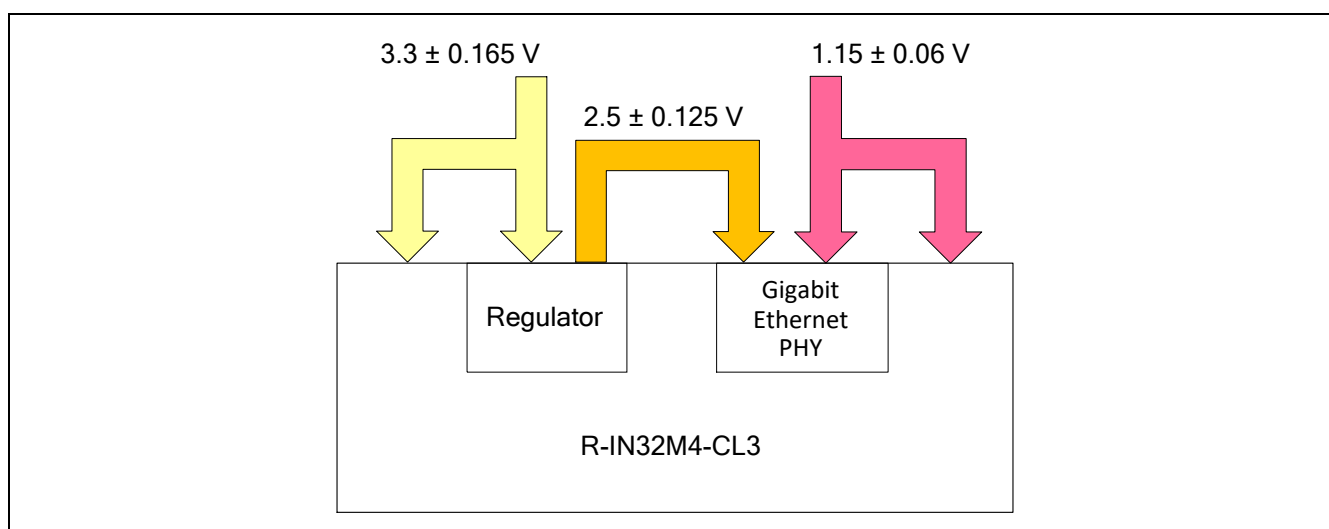 3.3 ± 0.165 V
1.15 ± 0.06 V
2.5 ± 0.125 V
Regulator
Gigabit
Ethernet
PHY
R-IN32M4-CL3